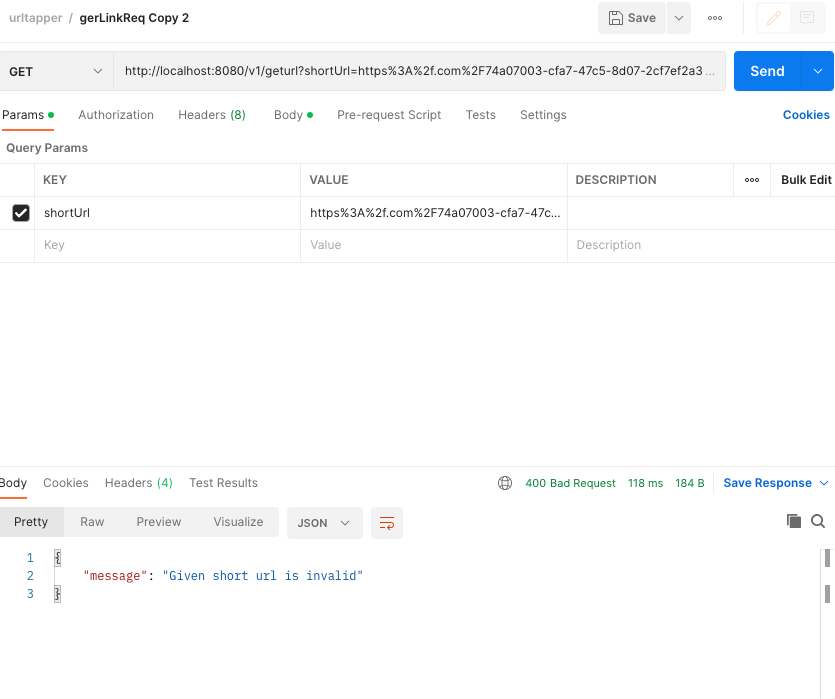 urltapper / gerLinkReq Copy 2
Save
GET
http://localhost:8080/v1/geturl?shortUrl=https%3A%2f.com%2F74a07003-cfa7-47c5-8d07-2cf7ef2a3 ...
Send
Params Authorization Headers (8) Body Pre-request Script Tests Settings Cookies
Query Params
KEY VALUE DESCRIPTION Bulk Edit
shortUrl https%3A%2f.com%2F74a07003-cfa7-47c...
Key Value Description
Body Cookies Headers (4) Test Results 400 Bad Request 118 ms 184 B Save Response
Pretty Raw Preview Visualize JSON
1 {
2 "message": "Given short url is invalid"
3 }